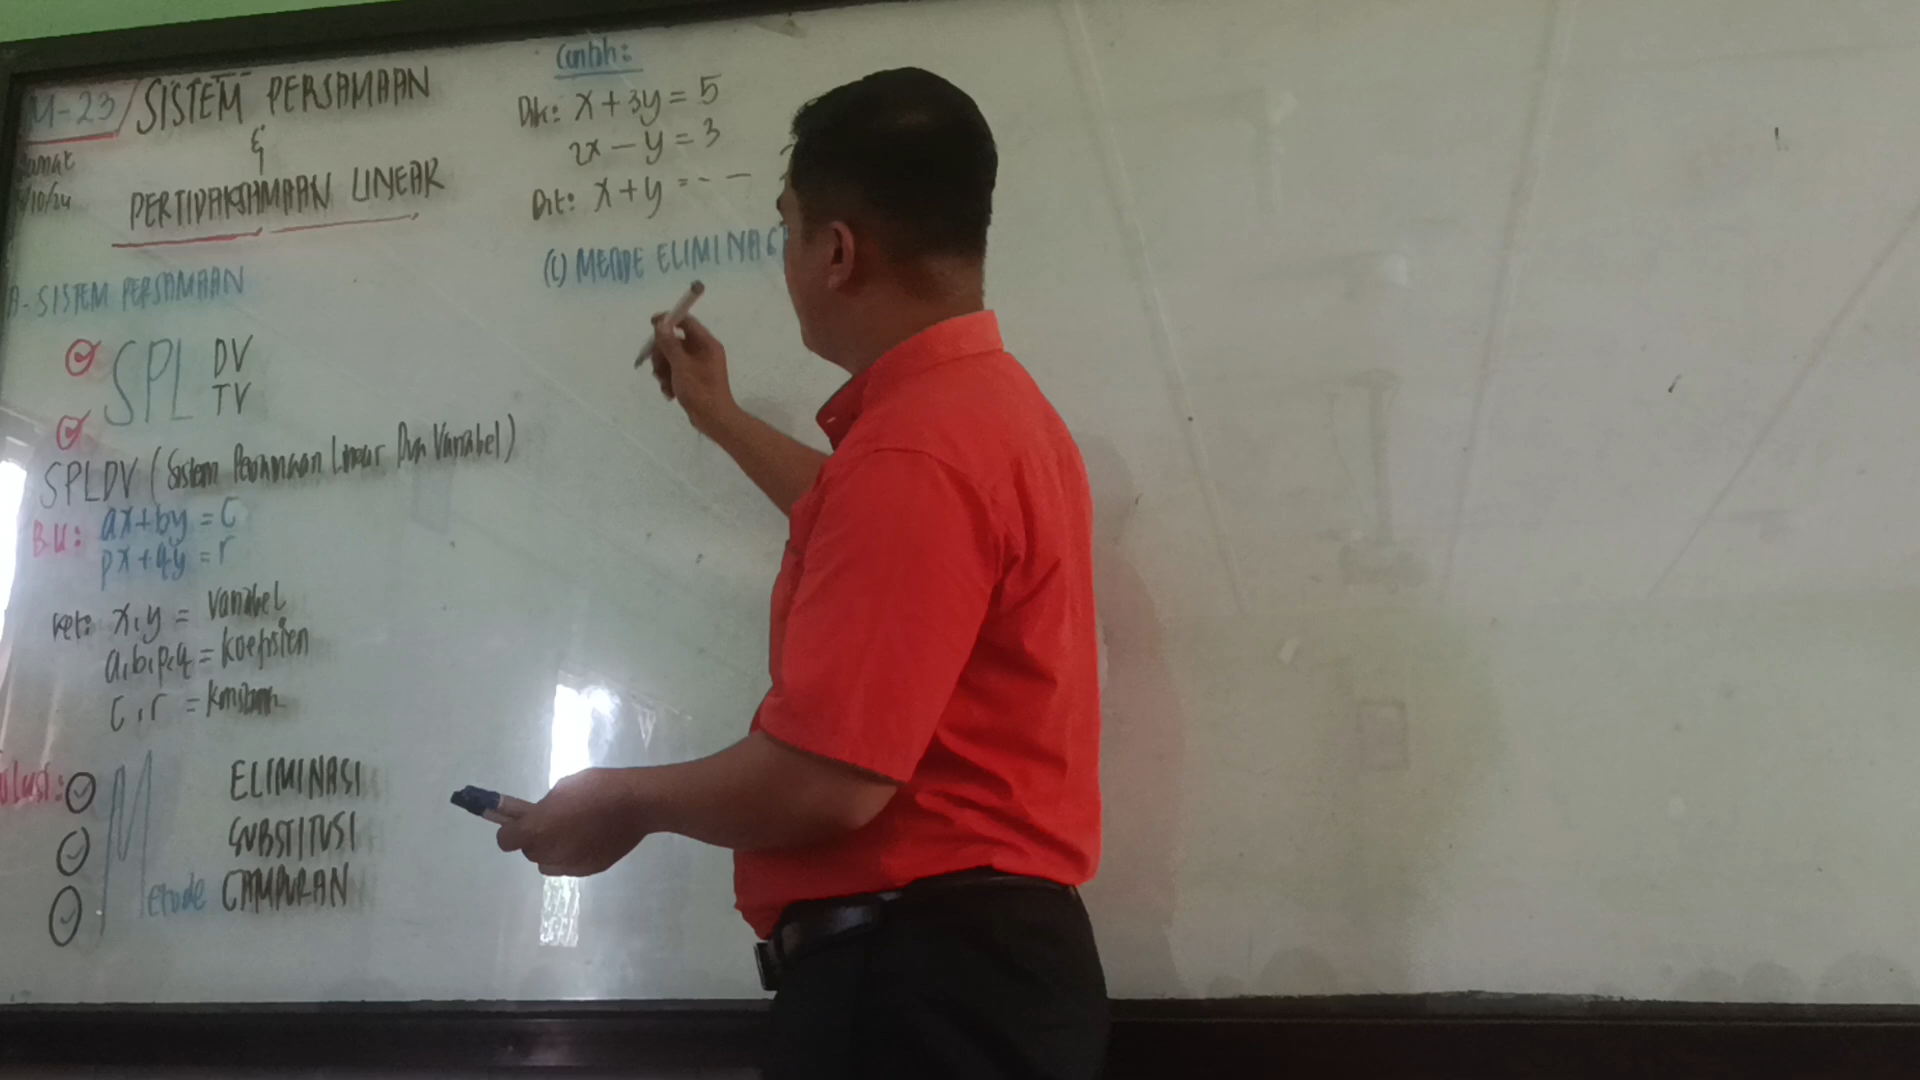 M-23/ SISTEM PERSAMAAN
&
PERTIDAKSAMAAN LINEAR
/10/24
A. SISTEM PERSAMAAN
SPL DV
TV
SPLDV (Sistem Persamaan Linear Dua Variabel)
B.U: ax+by = c
px+qy = r
Ket: x,y = Variabel
a,b,p,q = koefisien
c,r = konstanta
ELIMINASI
SUBSTITUSI
Metode CAMPURAN
Contoh:
Dik: x+3y = 5
2x - y = 3
Dit: x+y = - - -
(1) METODE ELIMINASI